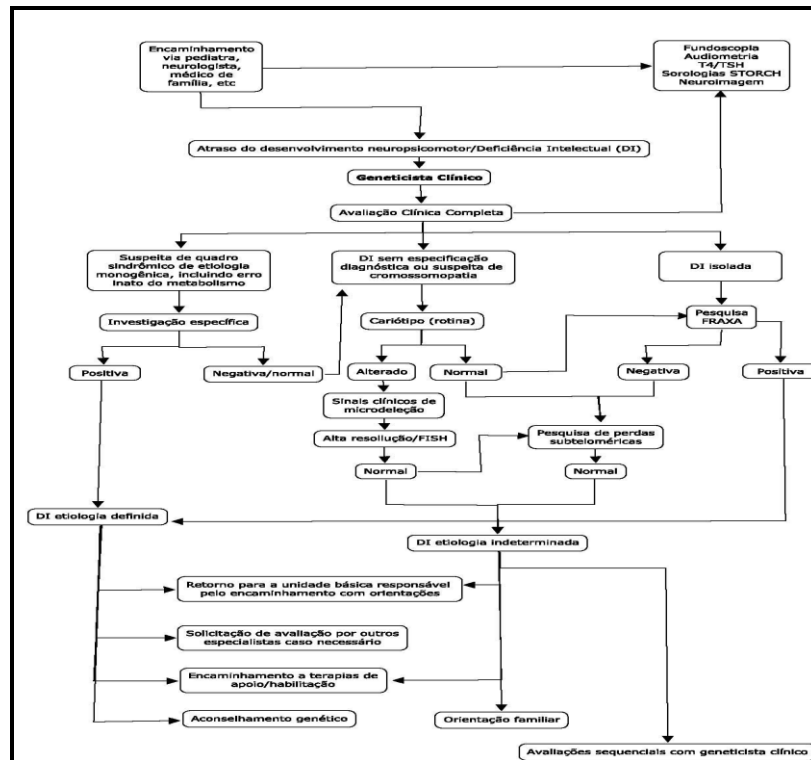 Encaminhamento
via pediatra,
neurologista,
médico de
família, etc
Fundoscopia
Audiometria
T4/TSH
Sorologias STORCH
Neuroimagem
Atraso do desenvolvimento neuropsicomotor/Deficiência Intelectual (DI)
Geneticista Clínico
Avaliação Clínica Completa
Suspeita de quadro
sindrômico de etiologia
monogênica, incluindo erro
inato do metabolismo
DI sem especificação
diagnóstica ou suspeita de
cromossomopatia
DI isolada
Investigação específica
Cariótipo (rotina)
Pesquisa
FRAXA
Positiva
Negativa/normal
Alterado
Normal
Negativa
Positiva
Sinais clínicos de
microdeleção
Alta resolução/FISH
Pesquisa de perdas
subteloméricas
Normal
Normal
DI etiologia definida
DI etiologia indeterminada
Retorno para a unidade básica responsável
pelo encaminhamento com orientações
Solicitação de avaliação por outros
especialistas caso necessário
Encaminhamento a terapias de
apoio/habilitação
Aconselhamento genético
Orientação familiar
Avaliações sequenciais com geneticista clínico